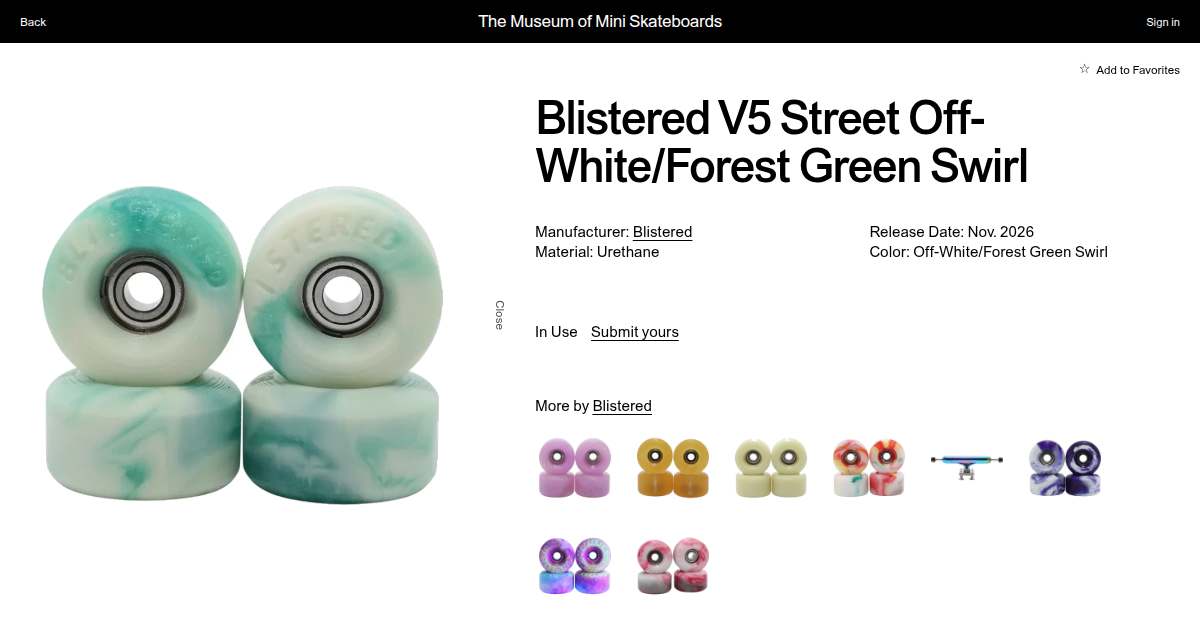 Back
The Museum of Mini Skateboards
Sign in
☆ Add to Favorites
Blistered V5 Street Off-
White/Forest Green Swirl
Manufacturer: Blistered
Material: Urethane
Release Date: Nov. 2026
Color: Off-White/Forest Green Swirl
Close
In Use Submit yours
More by Blistered